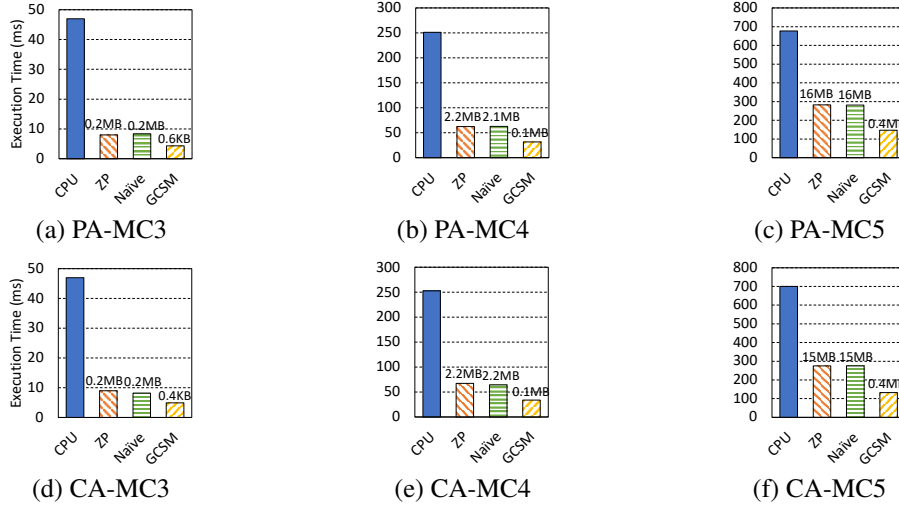 Execution Time (ms)
50
40
30
20
10
0
0.2MB
0.2MB
0.6KB
CPU
ZP
Naïve
GCSM
(a) PA-MC3
300
250
200
150
100
50
0
2.2MB
2.1MB
0.1MB
CPU
ZP
Naïve
GCSM
(b) PA-MC4
800
700
600
500
400
300
200
100
0
16MB
16MB
0.4M
CPU
ZP
Naïve
GCSM
(c) PA-MC5
Execution Time (ms)
50
40
30
20
10
0
0.2MB
0.2MB
0.4KB
CPU
ZP
Naïve
GCSM
(d) CA-MC3
300
250
200
150
100
50
0
2.2MB
2.2MB
0.1MB
CPU
ZP
Naïve
GCSM
(e) CA-MC4
800
700
600
500
400
300
200
100
0
15MB
15MB
0.4M
CPU
ZP
Naïve
GCSM
(f) CA-MC5